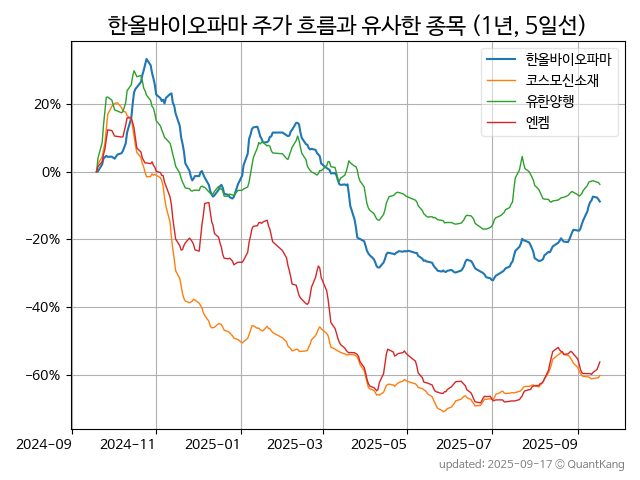 한올바이오파마 주가 흐름과 유사한 종목 (1년, 5일선)
한올바이오파마
코스모신소재
유한양행
엔켐
20%
0%
−20%
−40%
−60%
2024-09 2024-11 2025-01 2025-03 2025-05 2025-07 2025-09
updated: 2025-09-17 © QuantKang